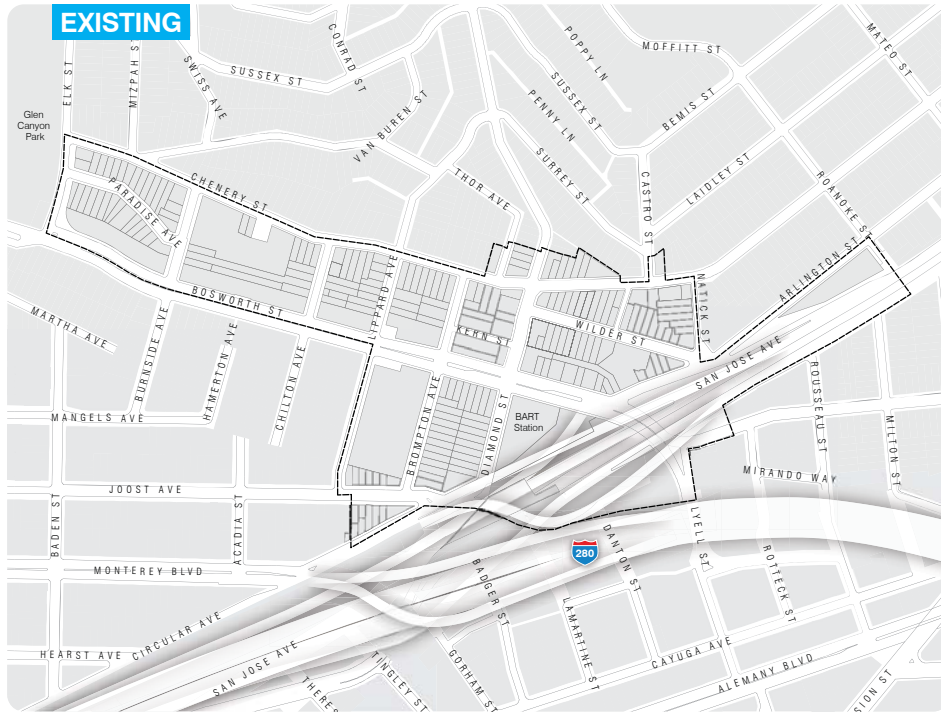 EXISTING
MOFFITT ST
MATEO ST
POPPY LN
CONRAD ST
SUSSEX ST
SWISS AVE
MIZPAH ST
ELK ST
Glen
Canyon
Park
SUSSEX ST
BEMIS ST
PENNY LN
VAN BUREN ST
SURREY ST
THOR AVE
CASTRO ST
LAIDLEY ST
ROANOKE ST
CHENERY ST
PARADISE AVE
ARLINGTON ST
LIPPARD AVE
NATICK ST
BOSWORTH ST
KERN ST
WILDER ST
SAN JOSE AVE
MARTHA AVE
BURNSIDE AVE
HAMERTON AVE
CHILTON AVE
ROUSSEAU ST
MILTON ST
MANGELS AVE
BROMPTON AVE
DIAMOND ST
BART
Station
MIRANDO WAY
JOOST AVE
BADEN ST
ACADIA ST
LYELL ST
280
DANTON ST
ROTTECK ST
MONTEREY BLVD
BADGER ST
LAMARTINE ST
CIRCULAR AVE
HEARST AVE
CAYUGA AVE
SAN JOSE AVE
ALEMANY BLVD
TINGLEY ST
GORHAM ST
THERES
SION ST